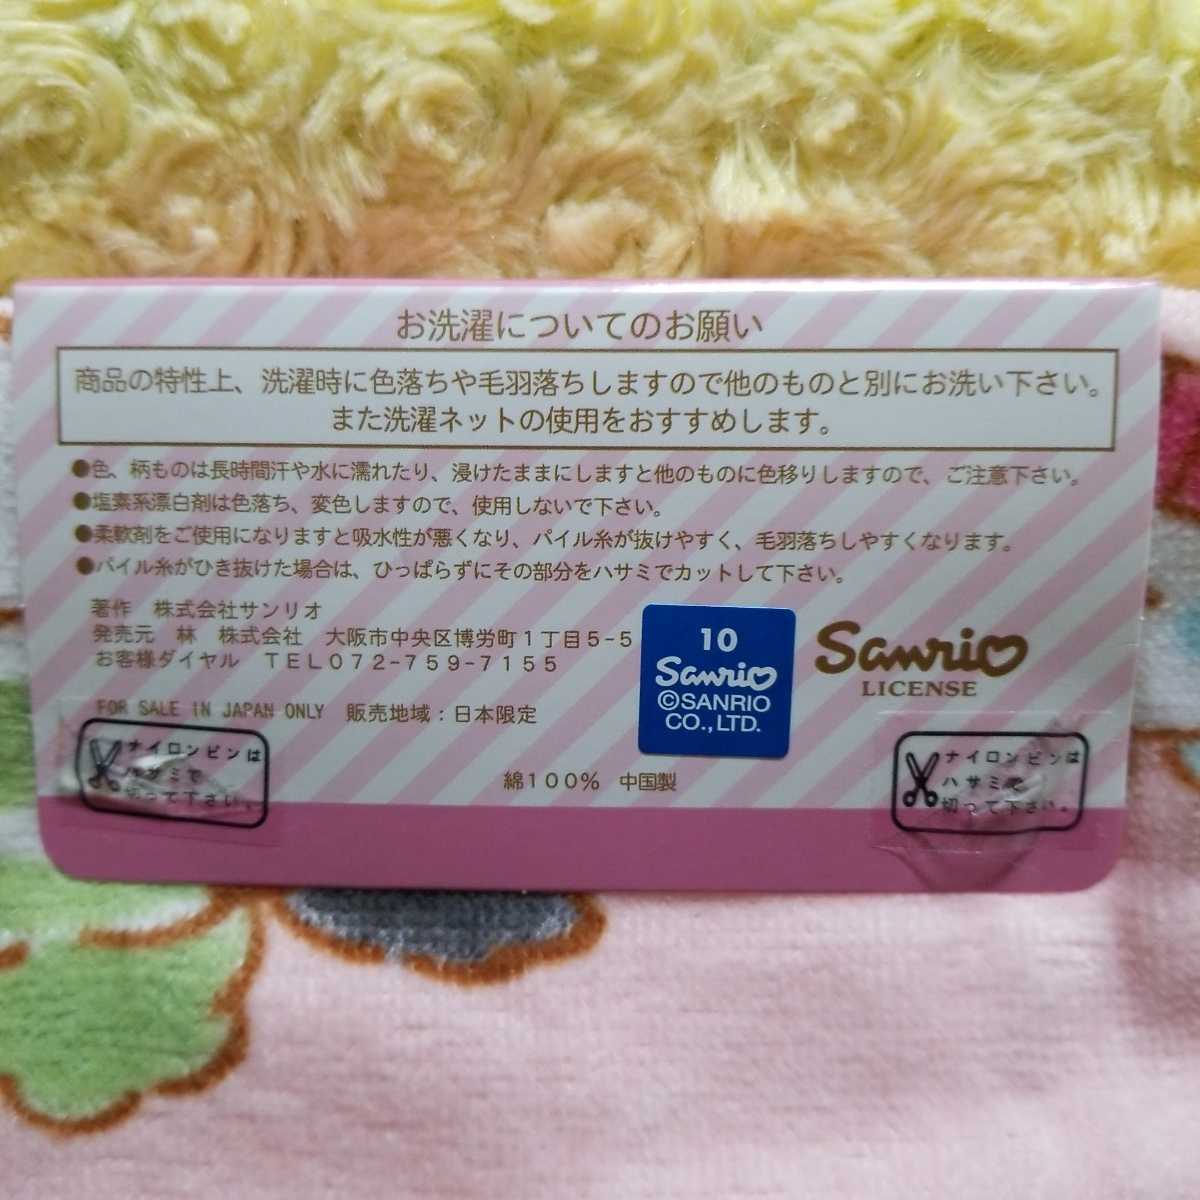 お洗濯についてのお願い
商品の特性上、洗濯時に色落ちや毛羽落ちしますので他のものと別にお洗い下さい。
また洗濯ネットの使用をおすすめします。
●色、柄ものは長時間汗や水に濡れたり、浸けたままにしますと他のものに色移りしますので、ご注意下さい。
●塩素系漂白剤は色落ち、変色しますので、使用しないで下さい。
●柔軟剤をご使用になりますと吸水性が悪くなり、パイル糸が抜けやすく、毛羽落ちしやすくなります。
●パイル糸がひき抜けた場合は、ひっぱらずにその部分をハサミでカットして下さい。
著作　株式会社サンリオ
発売元　林　株式会社　大阪市中央区博労町１丁目５-５
お客様ダイヤル　ＴＥＬ０７２-７５９-７１５５
FOR SALE IN JAPAN ONLY　販売地域：日本限定
綿１００％　中国製
10
Sanrio
©SANRIO
CO.,LTD.
Sanrio
LICENSE
ナイロンピンは
ハサミで
切って下さい。
ナイロンピンは
ハサミで
切って下さい。